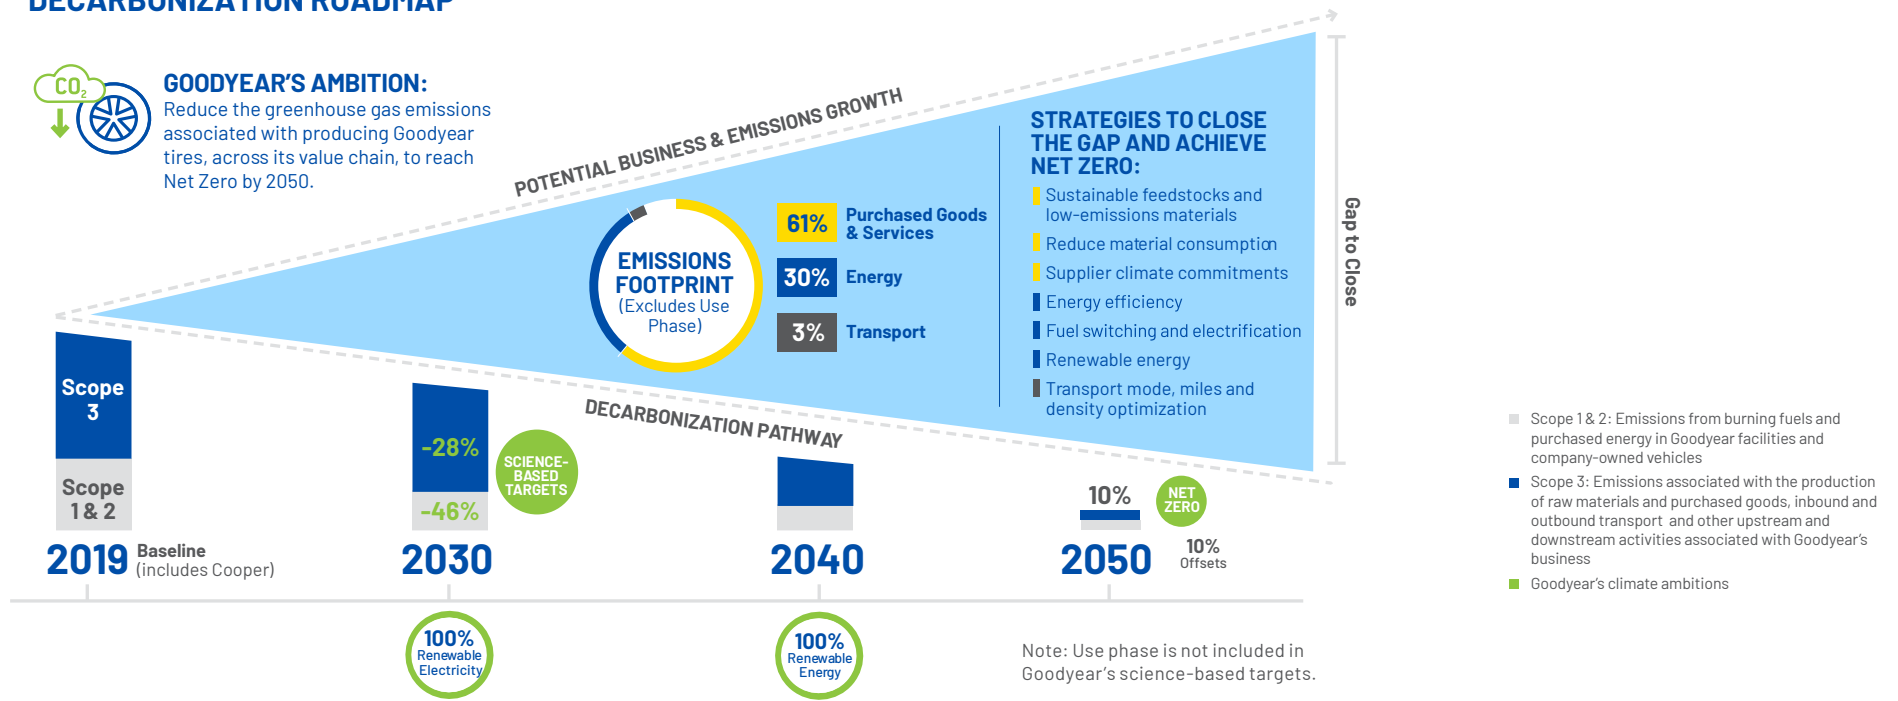 DECARBONIZATION ROADMAP
CO2
GOODYEAR'S AMBITION:
Reduce the greenhouse gas emissions
associated with producing Goodyear
tires, across its value chain, to reach
Net Zero by 2050.
POTENTIAL BUSINESS & EMISSIONS GROWTH
EMISSIONS
FOOTPRINT
(Excludes Use
Phase)
61%
Purchased Goods
& Services
30%
Energy
3%
Transport
STRATEGIES TO CLOSE
THE GAP AND ACHIEVE
NET ZERO:
Sustainable feedstocks and
low-emissions materials
Reduce material consumption
Supplier climate commitments
Energy efficiency
Fuel switching and electrification
Renewable energy
Transport mode, miles and
density optimization
Gap to Close
DECARBONIZATION PATHWAY
Scope
3
Scope
1 & 2
-28%
-46%
SCIENCE-
BASED
TARGETS
10%
NET
ZERO
2019
Baseline
(includes Cooper)
2030
2040
2050
10%
Offsets
100%
Renewable
Electricity
100%
Renewable
Energy
Note: Use phase is not included in
Goodyear's science-based targets.
Scope 1 & 2: Emissions from burning fuels and
purchased energy in Goodyear facilities and
company-owned vehicles
Scope 3: Emissions associated with the production
of raw materials and purchased goods, inbound and
outbound transport and other upstream and
downstream activities associated with Goodyear's
business
Goodyear's climate ambitions